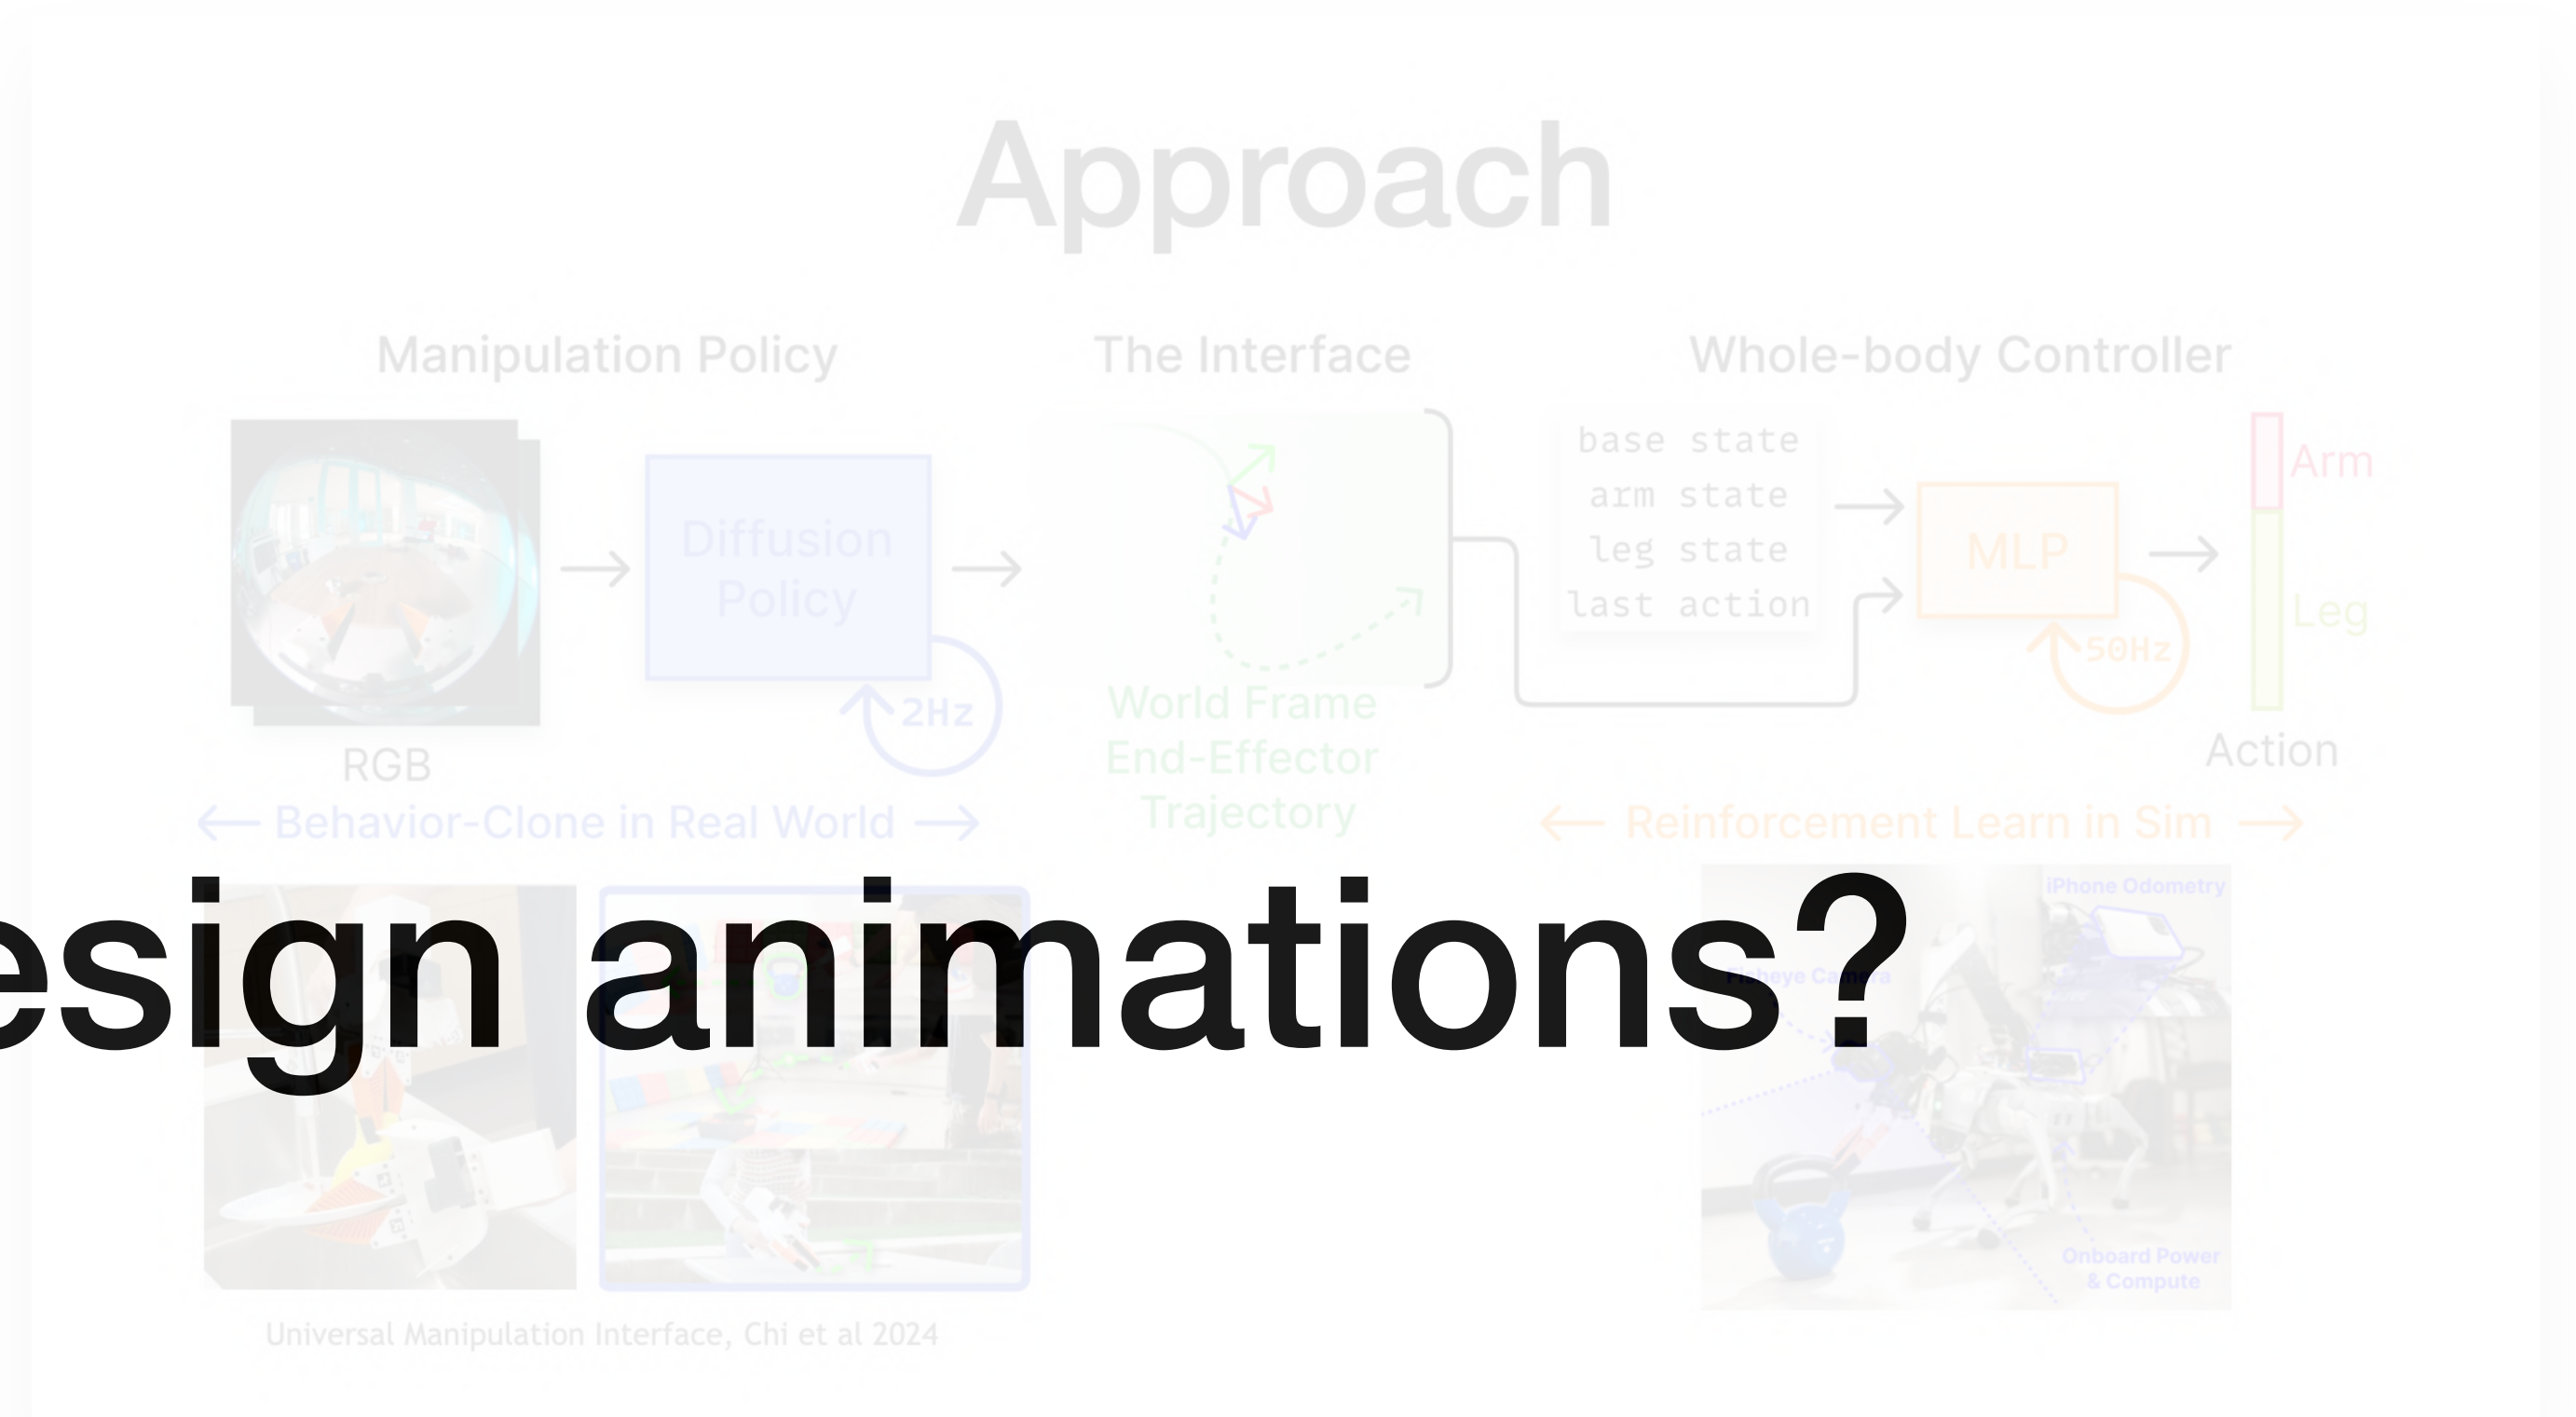 Approach
Manipulation Policy
The Interface
Whole-body Controller
base state
arm state
leg state
last action
Diffusion
Policy
MLP
Arm
Leg
2Hz
50Hz
RGB
World Frame
End-Effector
Trajectory
Action
Behavior-Clone in Real World
Reinforcement Learn in Sim
esign animations?
iPhone Odometry
Fisheye Camera
Onboard Power
& Compute
Universal Manipulation Interface, Chi et al 2024